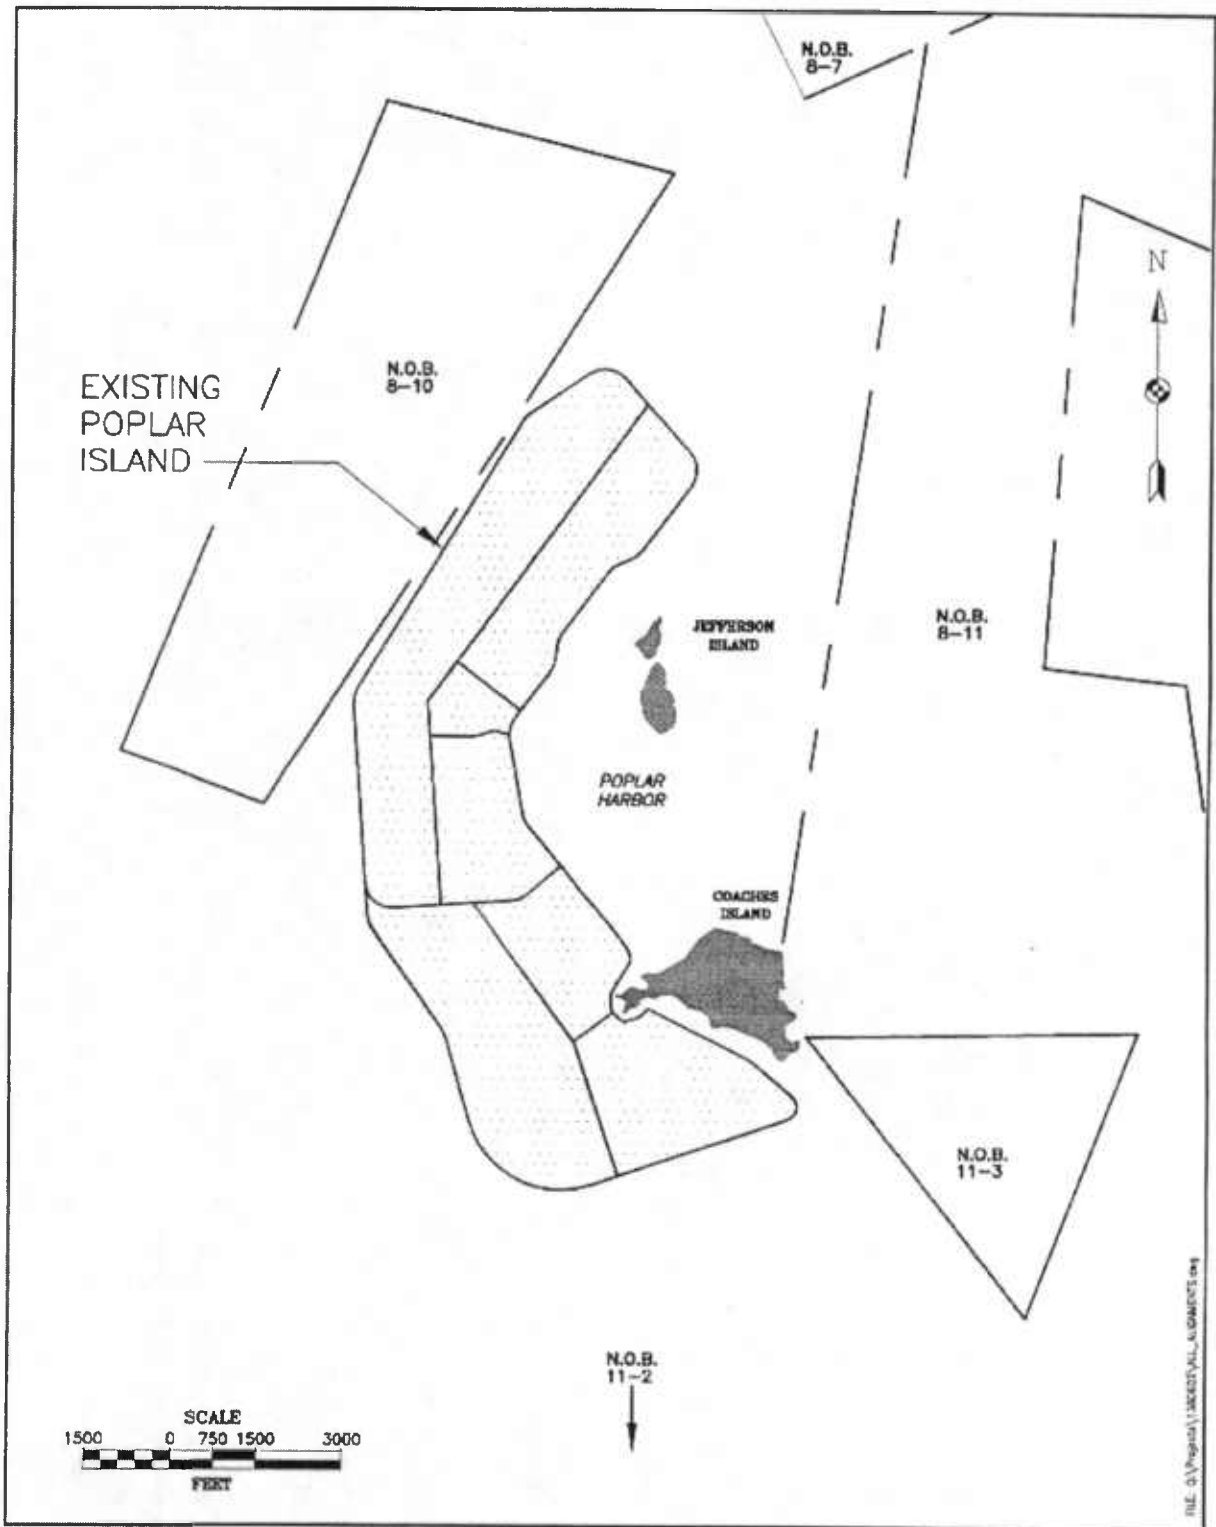 N.O.B.
8-7
N
N.O.B.
8-10
EXISTING
POPLAR
ISLAND
N.O.B.
8-11
JEFFERSON
ISLAND
POPLAR
HARBOR
COACHES
ISLAND
N.O.B.
11-3
N.O.B.
11-2
SCALE
1500 0 750 1500 3000
FEET
FILE: